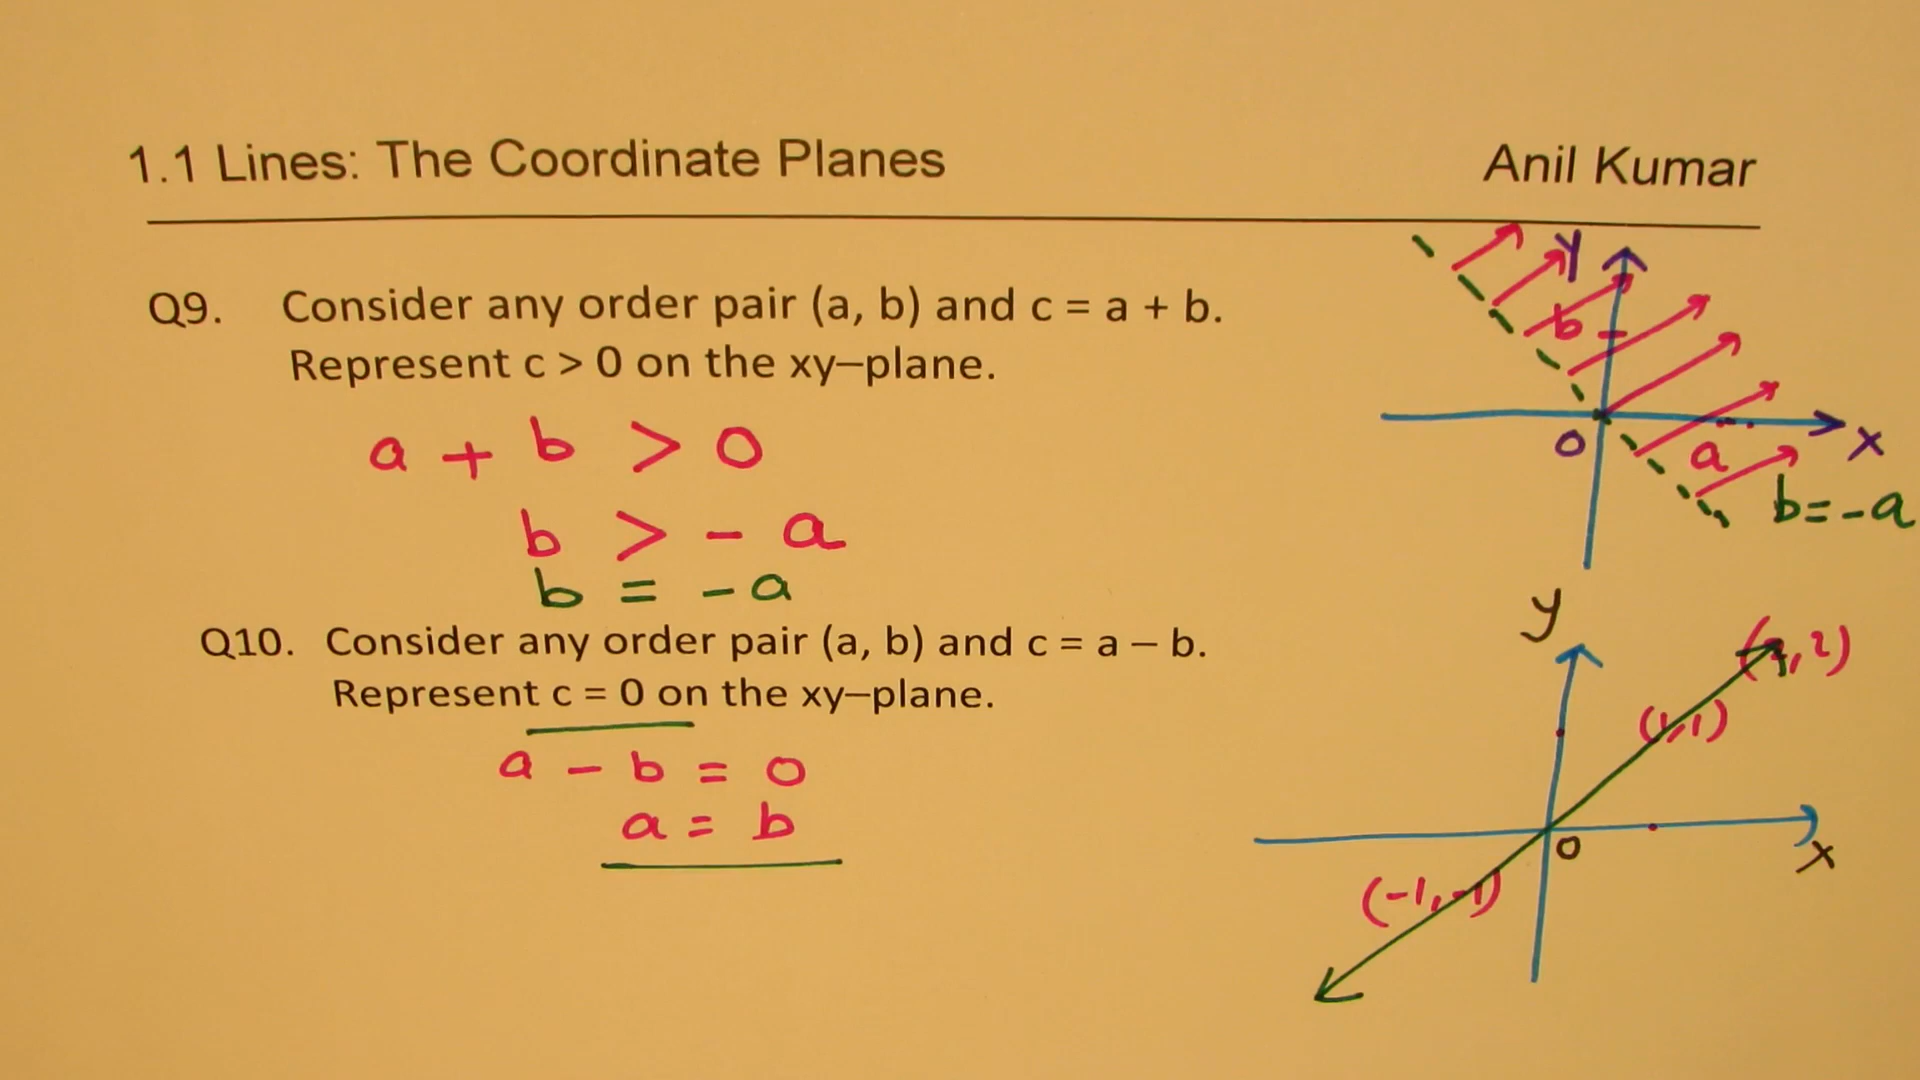 1.1 Lines: The Coordinate Planes
Anil Kumar
Q9. Consider any order pair (a, b) and c = a + b.
Represent c > 0 on the xy–plane.
a + b > 0
b > - a
b = - a
y
b
0
a
x
b = - a
Q10. Consider any order pair (a, b) and c = a – b.
Represent c = 0 on the xy–plane.
a - b = 0
a = b
y
(2,2)
(1,1)
0
x
(-1,-1)